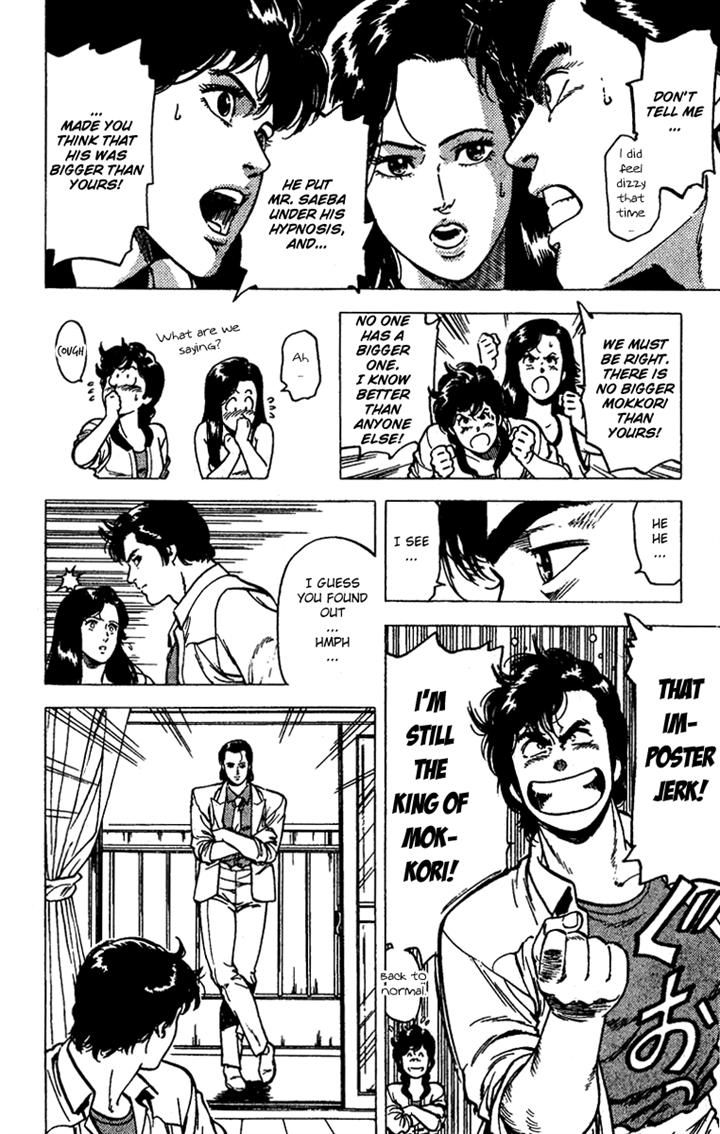 DON'T
TELL ME
...
I did
feel
dizzy
that
time
...
HE PUT
MR. SAEBA
UNDER HIS
HYPNOSIS,
AND...
...
MADE YOU
THINK THAT
HIS WAS
BIGGER THAN
YOURS!
WE MUST
BE RIGHT.
THERE IS
NO BIGGER
MOKKORI
THAN
YOURS!
NO ONE
HAS A
BIGGER
ONE.
I KNOW
BETTER
THAN
ANYONE
ELSE!
Ah
...
What are we
saying?
COUGH
HE
HE
...
I SEE
...
I GUESS
YOU FOUND
OUT
...
HMPH
...
THAT
IM-
POSTER
JERK!
I'M
STILL
THE
KING OF
MOK-
KORI!
Back to
normal.
ぐおっ